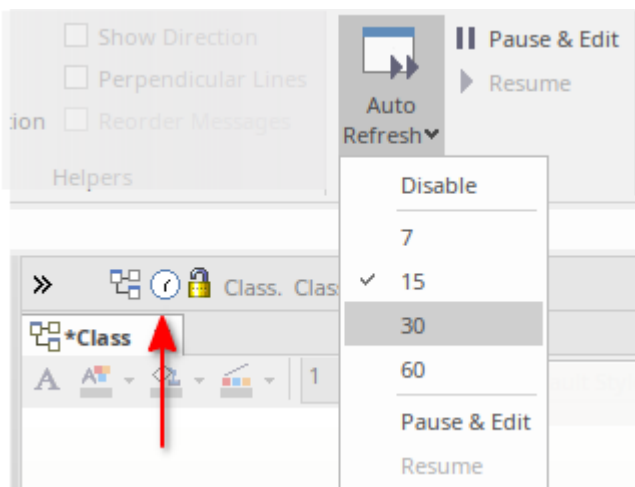 Show Direction
Pause & Edit
Perpendicular Lines
Resume
tion
Reorder Messages
Auto
Refresh
Helpers
Disable
7
15
30
60
Pause & Edit
Resume
Class. Clas
*Class
A
1